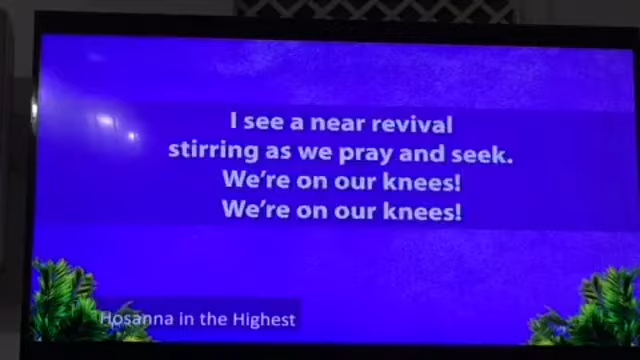 I see a near revival
stirring as we pray and seek.
We're on our knees!
We're on our knees!
Hosanna in the Highest